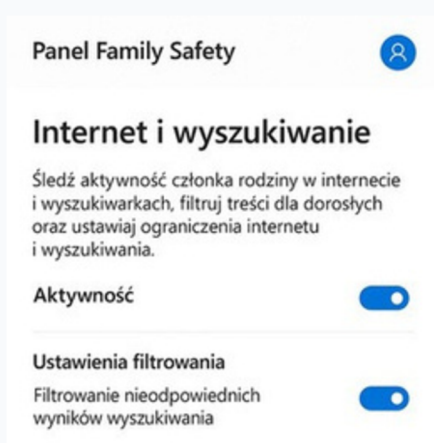 Panel Family Safety
Internet i wyszukiwanie
Śledź aktywność członka rodziny w internecie
i wyszukiwarkach, filtruj treści dla dorosłych
oraz ustawiaj ograniczenia internetu
i wyszukiwania.
Aktywność
Ustawienia filtrowania
Filtrowanie nieodpowiednich
wyników wyszukiwania